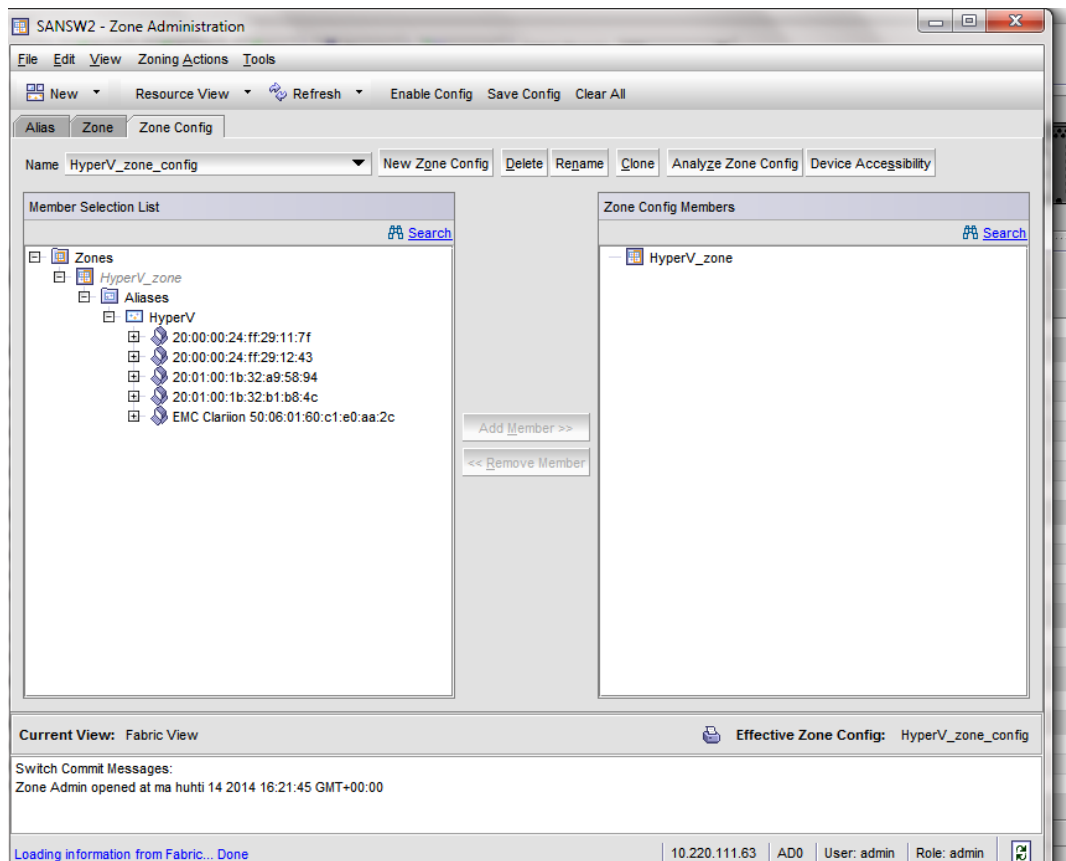 SANSW2 - Zone Administration
File Edit View Zoning Actions Tools
New Resource View Refresh Enable Config Save Config Clear All
Alias Zone Zone Config
Name HyperV_zone_config New Zone Config Delete Rename Clone Analyze Zone Config Device Accessibility
Member Selection List
Search
Zones
HyperV_zone
Aliases
HyperV
20:00:00:24:ff:29:11:7f
20:00:00:24:ff:29:12:43
20:01:00:1b:32:a9:58:94
20:01:00:1b:32:b1:b8:4c
EMC Clariion 50:06:01:60:c1:e0:aa:2c
Add Member >>
<< Remove Member
Zone Config Members
Search
HyperV_zone
Current View: Fabric View Effective Zone Config: HyperV_zone_config
Switch Commit Messages:
Zone Admin opened at ma huhti 14 2014 16:21:45 GMT+00:00
Loading information from Fabric... Done 10.220.111.63 AD0 User: admin Role: admin